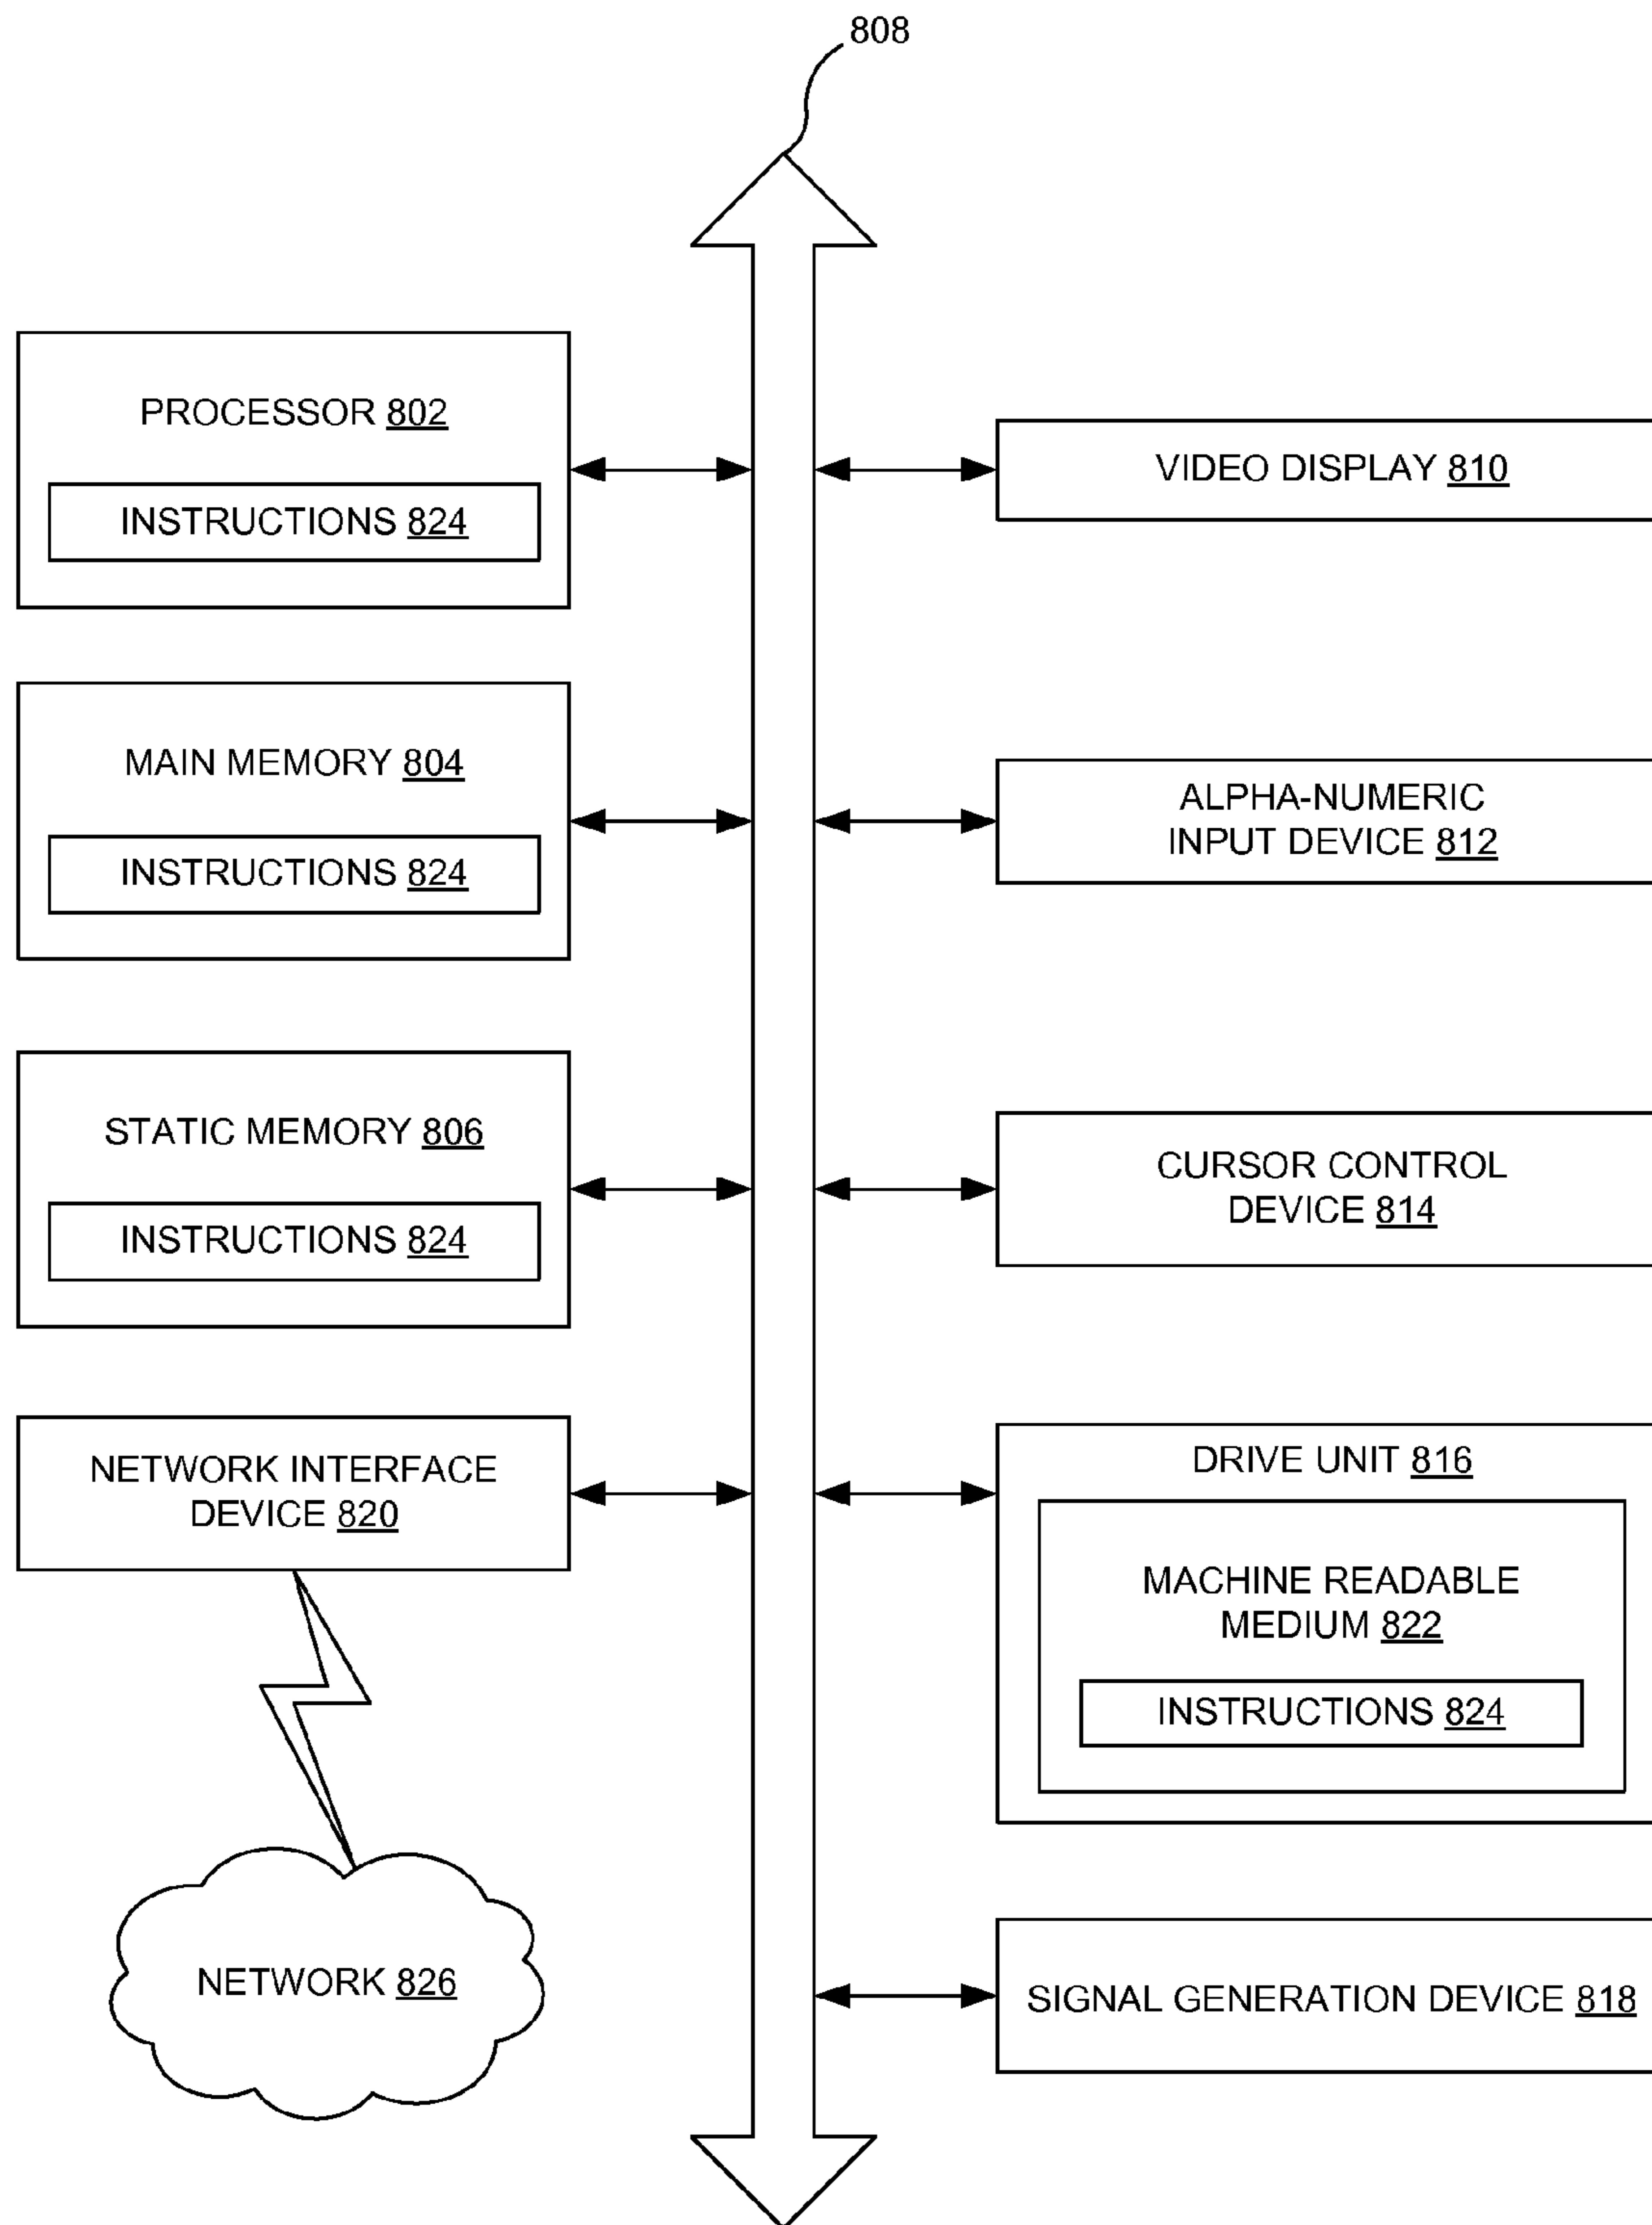 808
PROCESSOR 802
INSTRUCTIONS 824
MAIN MEMORY 804
INSTRUCTIONS 824
STATIC MEMORY 806
INSTRUCTIONS 824
NETWORK INTERFACE
DEVICE 820
NETWORK 826
VIDEO DISPLAY 810
ALPHA-NUMERIC
INPUT DEVICE 812
CURSOR CONTROL
DEVICE 814
DRIVE UNIT 816
MACHINE READABLE
MEDIUM 822
INSTRUCTIONS 824
SIGNAL GENERATION DEVICE 818